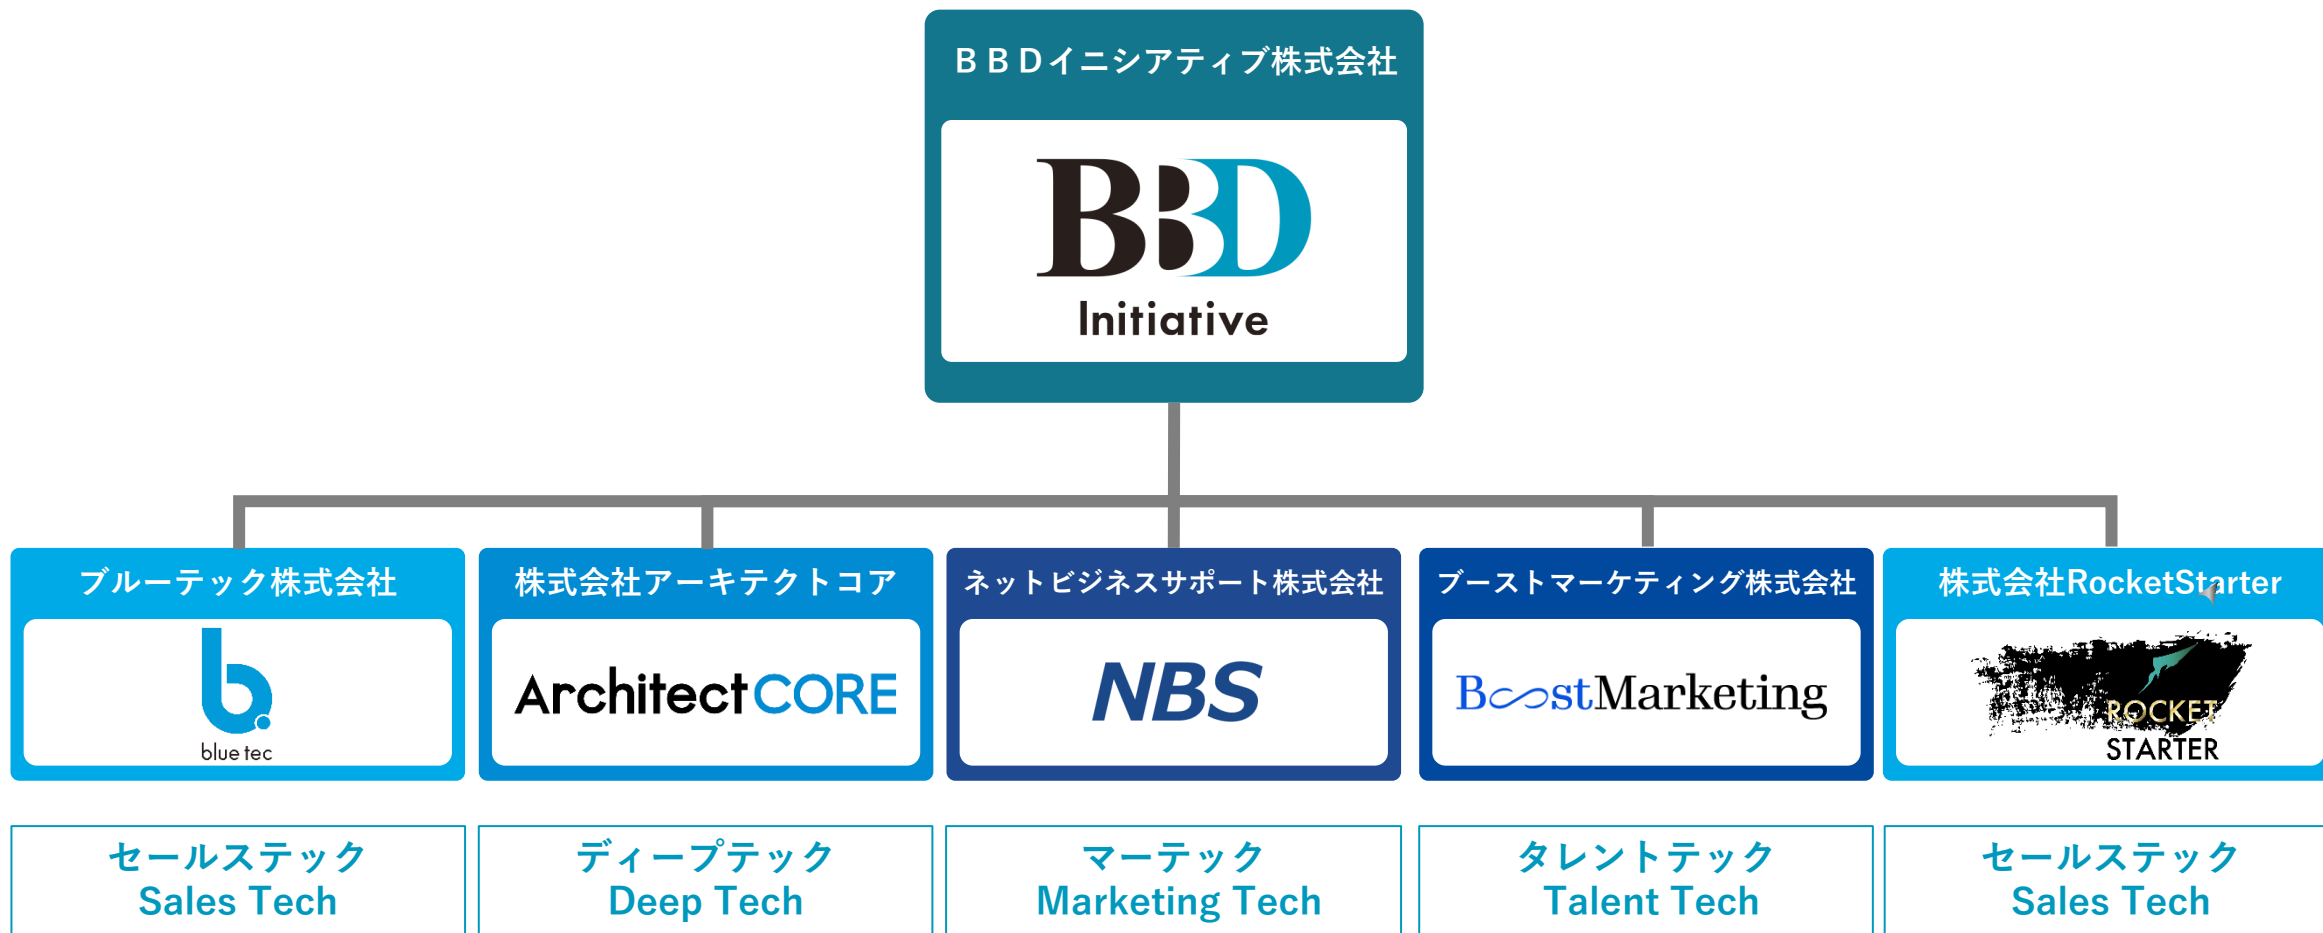 ＢＢＤイニシアティブ株式会社
BBD
Initiative
ブルーテック株式会社
株式会社アーキテクトコア
ネットビジネスサポート株式会社
ブーストマーケティング株式会社
株式会社RocketStarter
b.
blue tec
ArchitectCORE
NBS
BoostMarketing
ROCKET
STARTER
セールステック
Sales Tech
ディープテック
Deep Tech
マーテック
Marketing Tech
タレントテック
Talent Tech
セールステック
Sales Tech